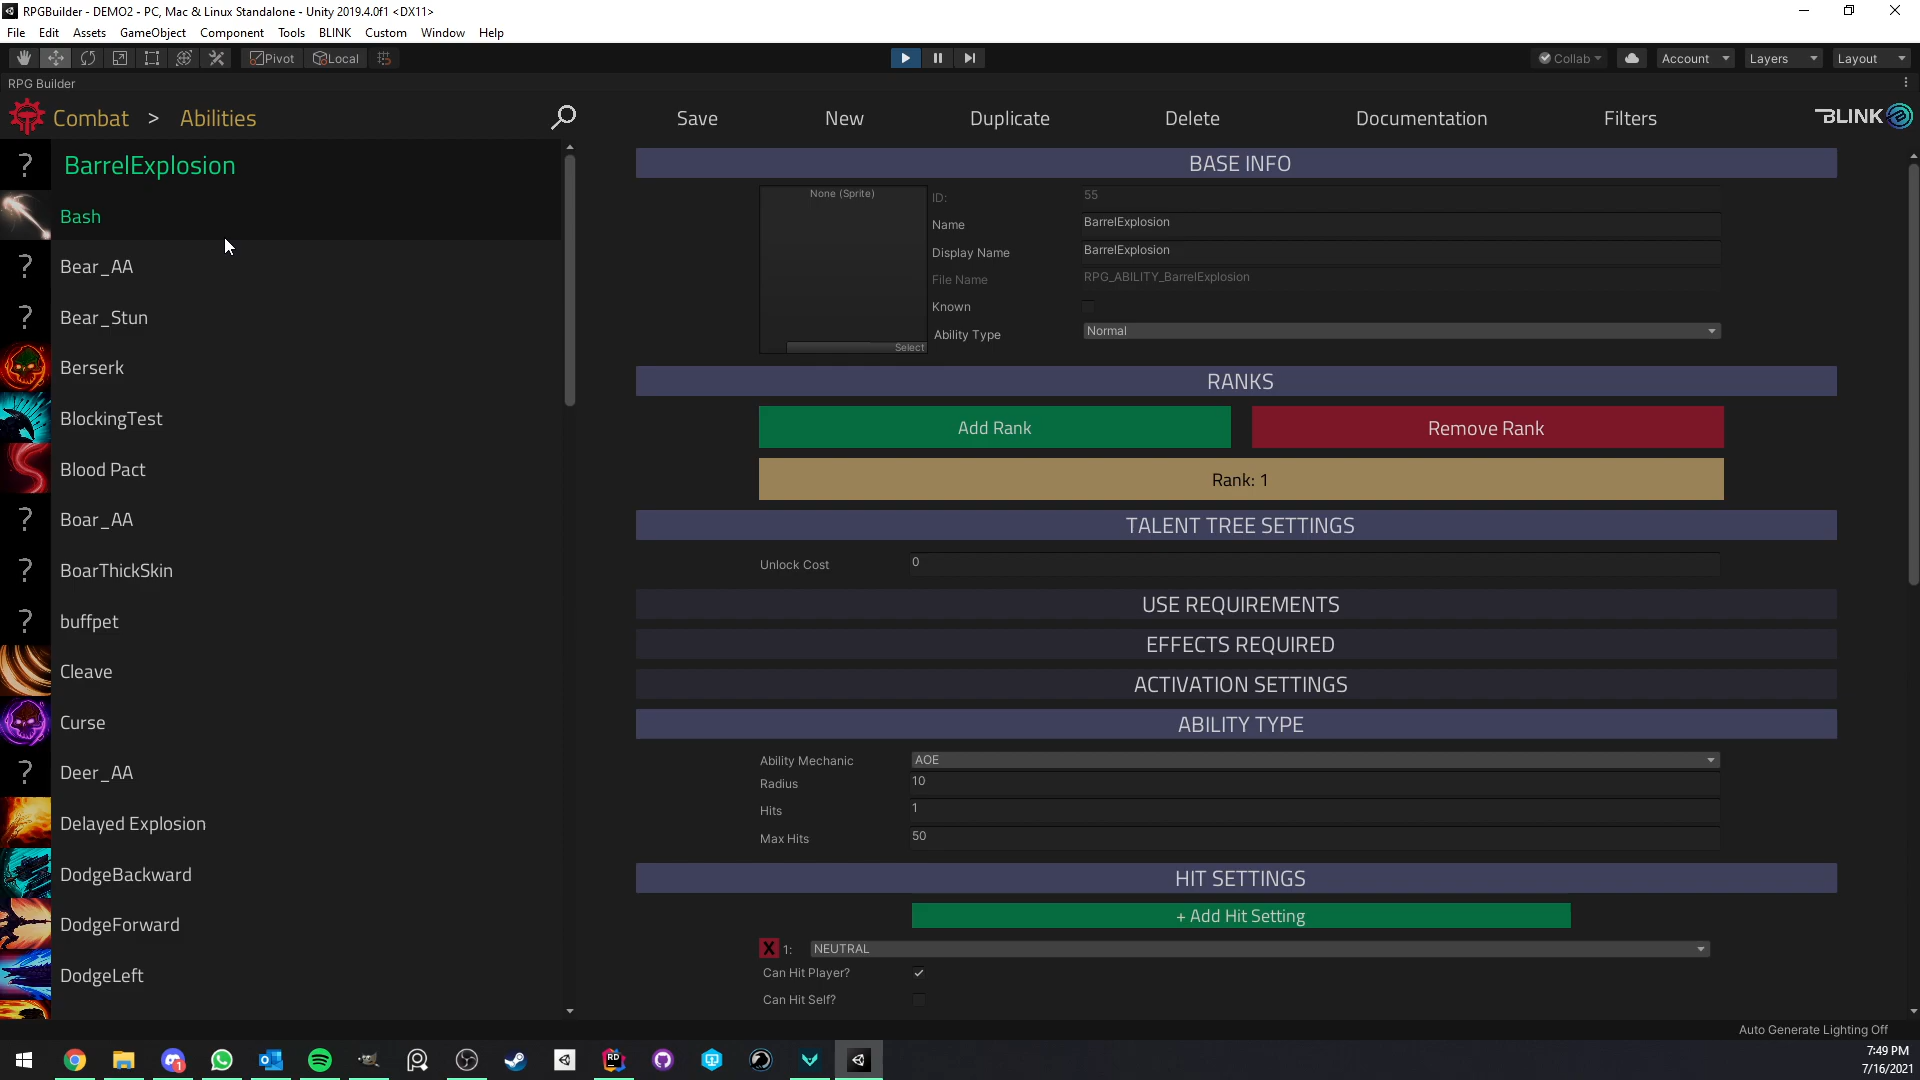 RPGBuilder - DEMO2 - PC, Mac & Linux Standalone - Unity 2019.4.0f1 <DX11>
File Edit Assets GameObject Component Tools BLINK Custom Window Help
Pivot Local Collab Account Layers Layout
RPG Builder
Combat > Abilities
Save New Duplicate Delete Documentation Filters BLINK
? BarrelExplosion
Bash
? Bear_AA
? Bear_Stun
Berserk
BlockingTest
Blood Pact
? Boar_AA
? BoarThickSkin
? buffpet
Cleave
Curse
? Deer_AA
Delayed Explosion
DodgeBackward
DodgeForward
DodgeLeft
BASE INFO
None (Sprite)
Select
ID: 55
Name BarrelExplosion
Display Name BarrelExplosion
File Name RPG_ABILITY_BarrelExplosion
Known
Ability Type Normal
RANKS
Add Rank Remove Rank
Rank: 1
TALENT TREE SETTINGS
Unlock Cost 0
USE REQUIREMENTS
EFFECTS REQUIRED
ACTIVATION SETTINGS
ABILITY TYPE
Ability Mechanic AOE
Radius 10
Hits 1
Max Hits 50
HIT SETTINGS
+ Add Hit Setting
X 1: NEUTRAL
Can Hit Player?
Can Hit Self?
Auto Generate Lighting Off
1 RD
7:49 PM
7/16/2021